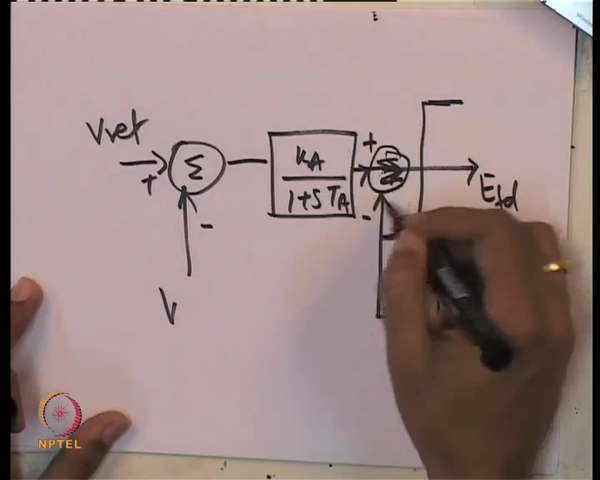 Vref
+
Σ
-
V
KA
1+STA
+
Σ
-
Efd
NPTEL